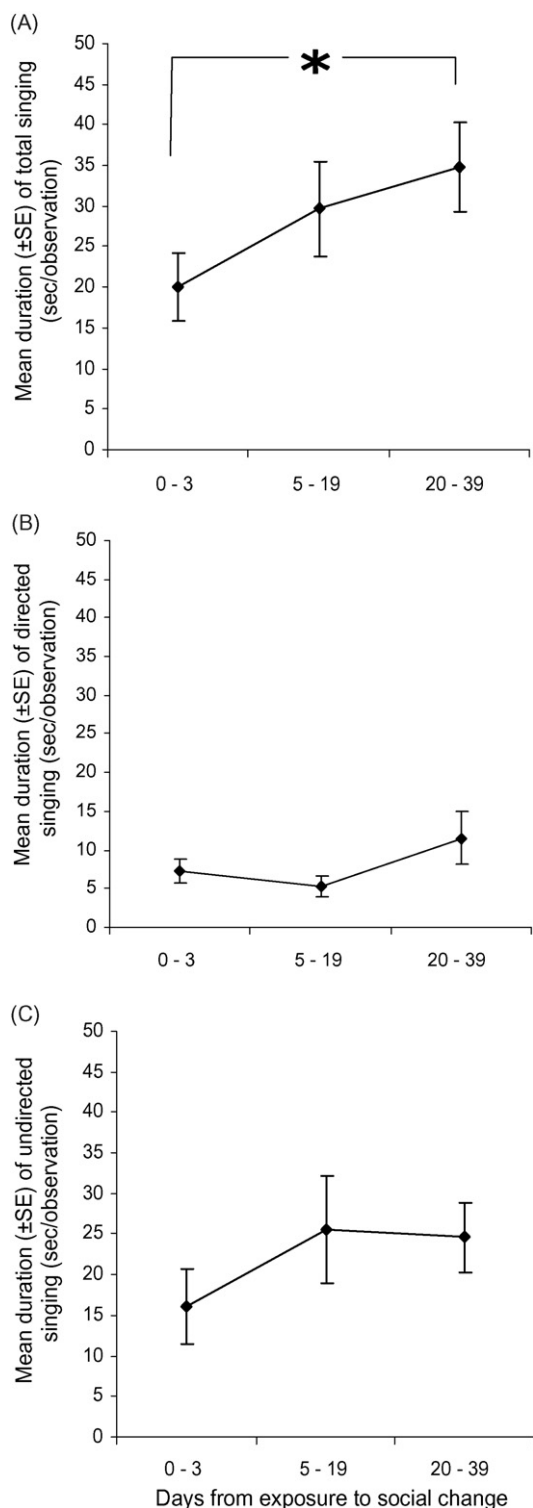 (A)
Mean duration (±SE) of total singing
(sec/observation)
50
45
40
35
30
25
20
15
10
5
0
*
0 - 3
5 - 19
20 - 39
(B)
Mean duration (±SE) of directed
singing (sec/observation)
50
45
40
35
30
25
20
15
10
5
0
0 - 3
5 - 19
20 - 39
(C)
Mean duration (±SE) of undirected
singing (sec/observation)
50
45
40
35
30
25
20
15
10
5
0
0 - 3
5 - 19
20 - 39
Days from exposure to social change